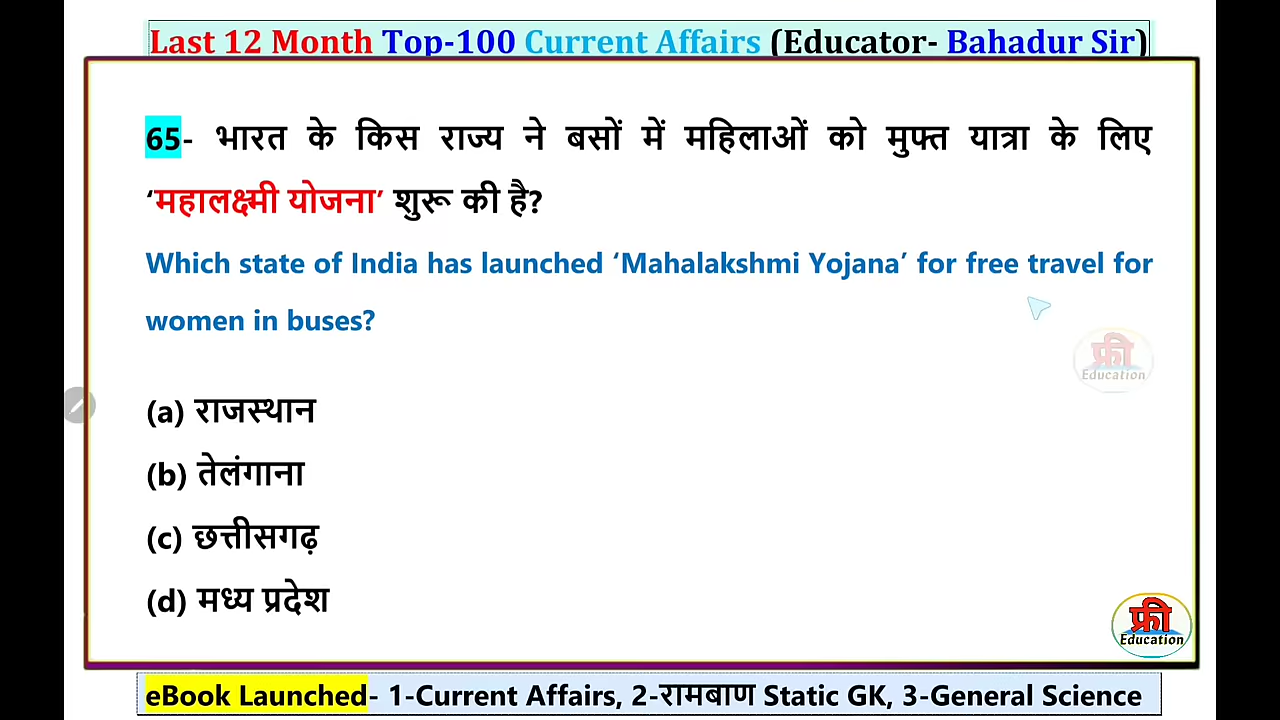 Last 12 Month Top-100 Current Affairs (Educator- Bahadur Sir)
65- भारत के किस राज्य ने बसों में महिलाओं को मुफ्त यात्रा के लिए
‘महालक्ष्मी योजना’ शुरू की है?
Which state of India has launched ‘Mahalakshmi Yojana’ for free travel for
women in buses?
फ्री
Education
(a) राजस्थान
(b) तेलंगाना
(c) छत्तीसगढ़
(d) मध्य प्रदेश
फ्री
Education
eBook Launched- 1-Current Affairs, 2-रामबाण Static GK, 3-General Science